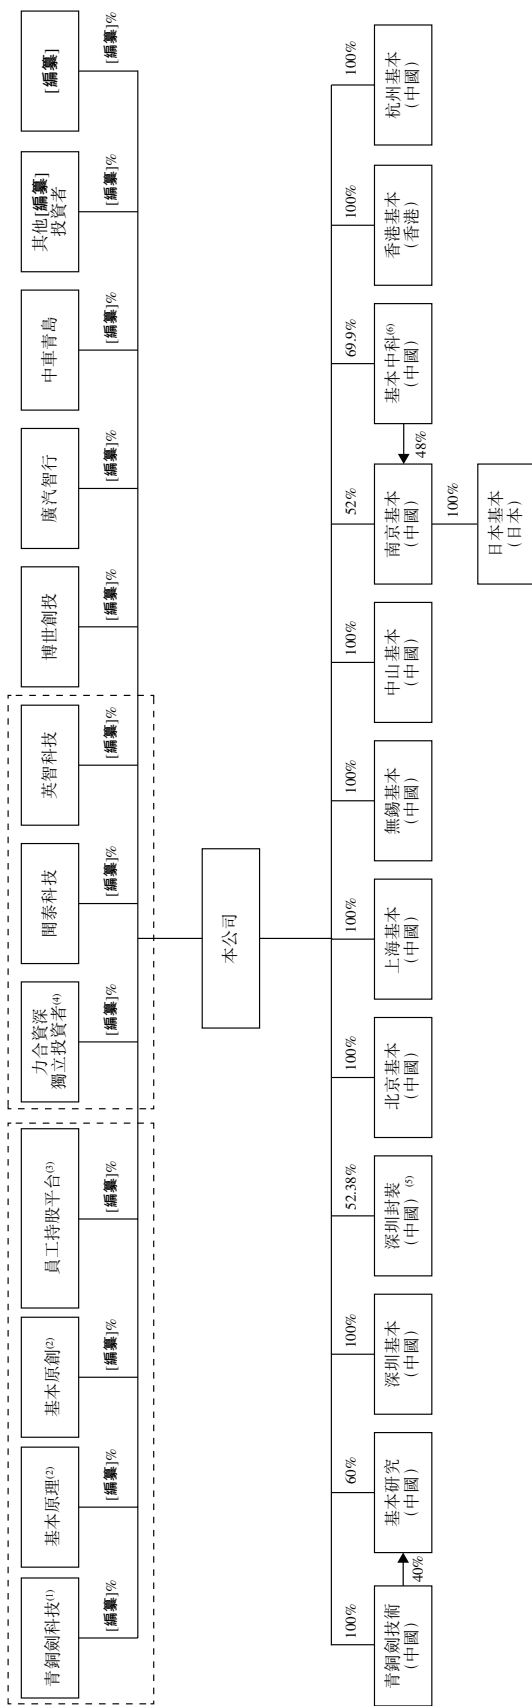 青銅劍科技(1)
[編纂]%
基本原理(2)
[編纂]%
基本原創(2)
[編纂]%
員工持股平台(3)
[編纂]%
力合資深
獨立投資者(4)
[編纂]%
聞泰科技
[編纂]%
英智科技
[編纂]%
博世創投
[編纂]%
廣汽智行
[編纂]%
中車青島
[編纂]%
其他[編纂]
投資者
[編纂]%
[編纂]
[編纂]%
本公司
100%
青銅劍技術
(中國)
40%
60%
基本研究
(中國)
100%
深圳基本
(中國)
52.38%
深圳封裝
(中國)(5)
100%
北京基本
(中國)
100%
上海基本
(中國)
100%
無錫基本
(中國)
100%
中山基本
(中國)
52%
南京基本
(中國)
48%
69.9%
基本中科(6)
(中國)
100%
香港基本
(香港)
100%
杭州基本
(中國)
100%
日本基本
(日本)